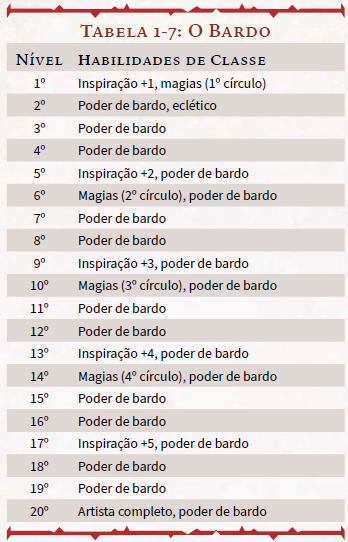 Tabela 1-7: O Bardo
Nível Habilidades de Classe
1º Inspiração +1, magias (1º círculo)
2º Poder de bardo, eclético
3º Poder de bardo
4º Poder de bardo
5º Inspiração +2, poder de bardo
6º Magias (2º círculo), poder de bardo
7º Poder de bardo
8º Poder de bardo
9º Inspiração +3, poder de bardo
10º Magias (3º círculo), poder de bardo
11º Poder de bardo
12º Poder de bardo
13º Inspiração +4, poder de bardo
14º Magias (4º círculo), poder de bardo
15º Poder de bardo
16º Poder de bardo
17º Inspiração +5, poder de bardo
18º Poder de bardo
19º Poder de bardo
20º Artista completo, poder de bardo